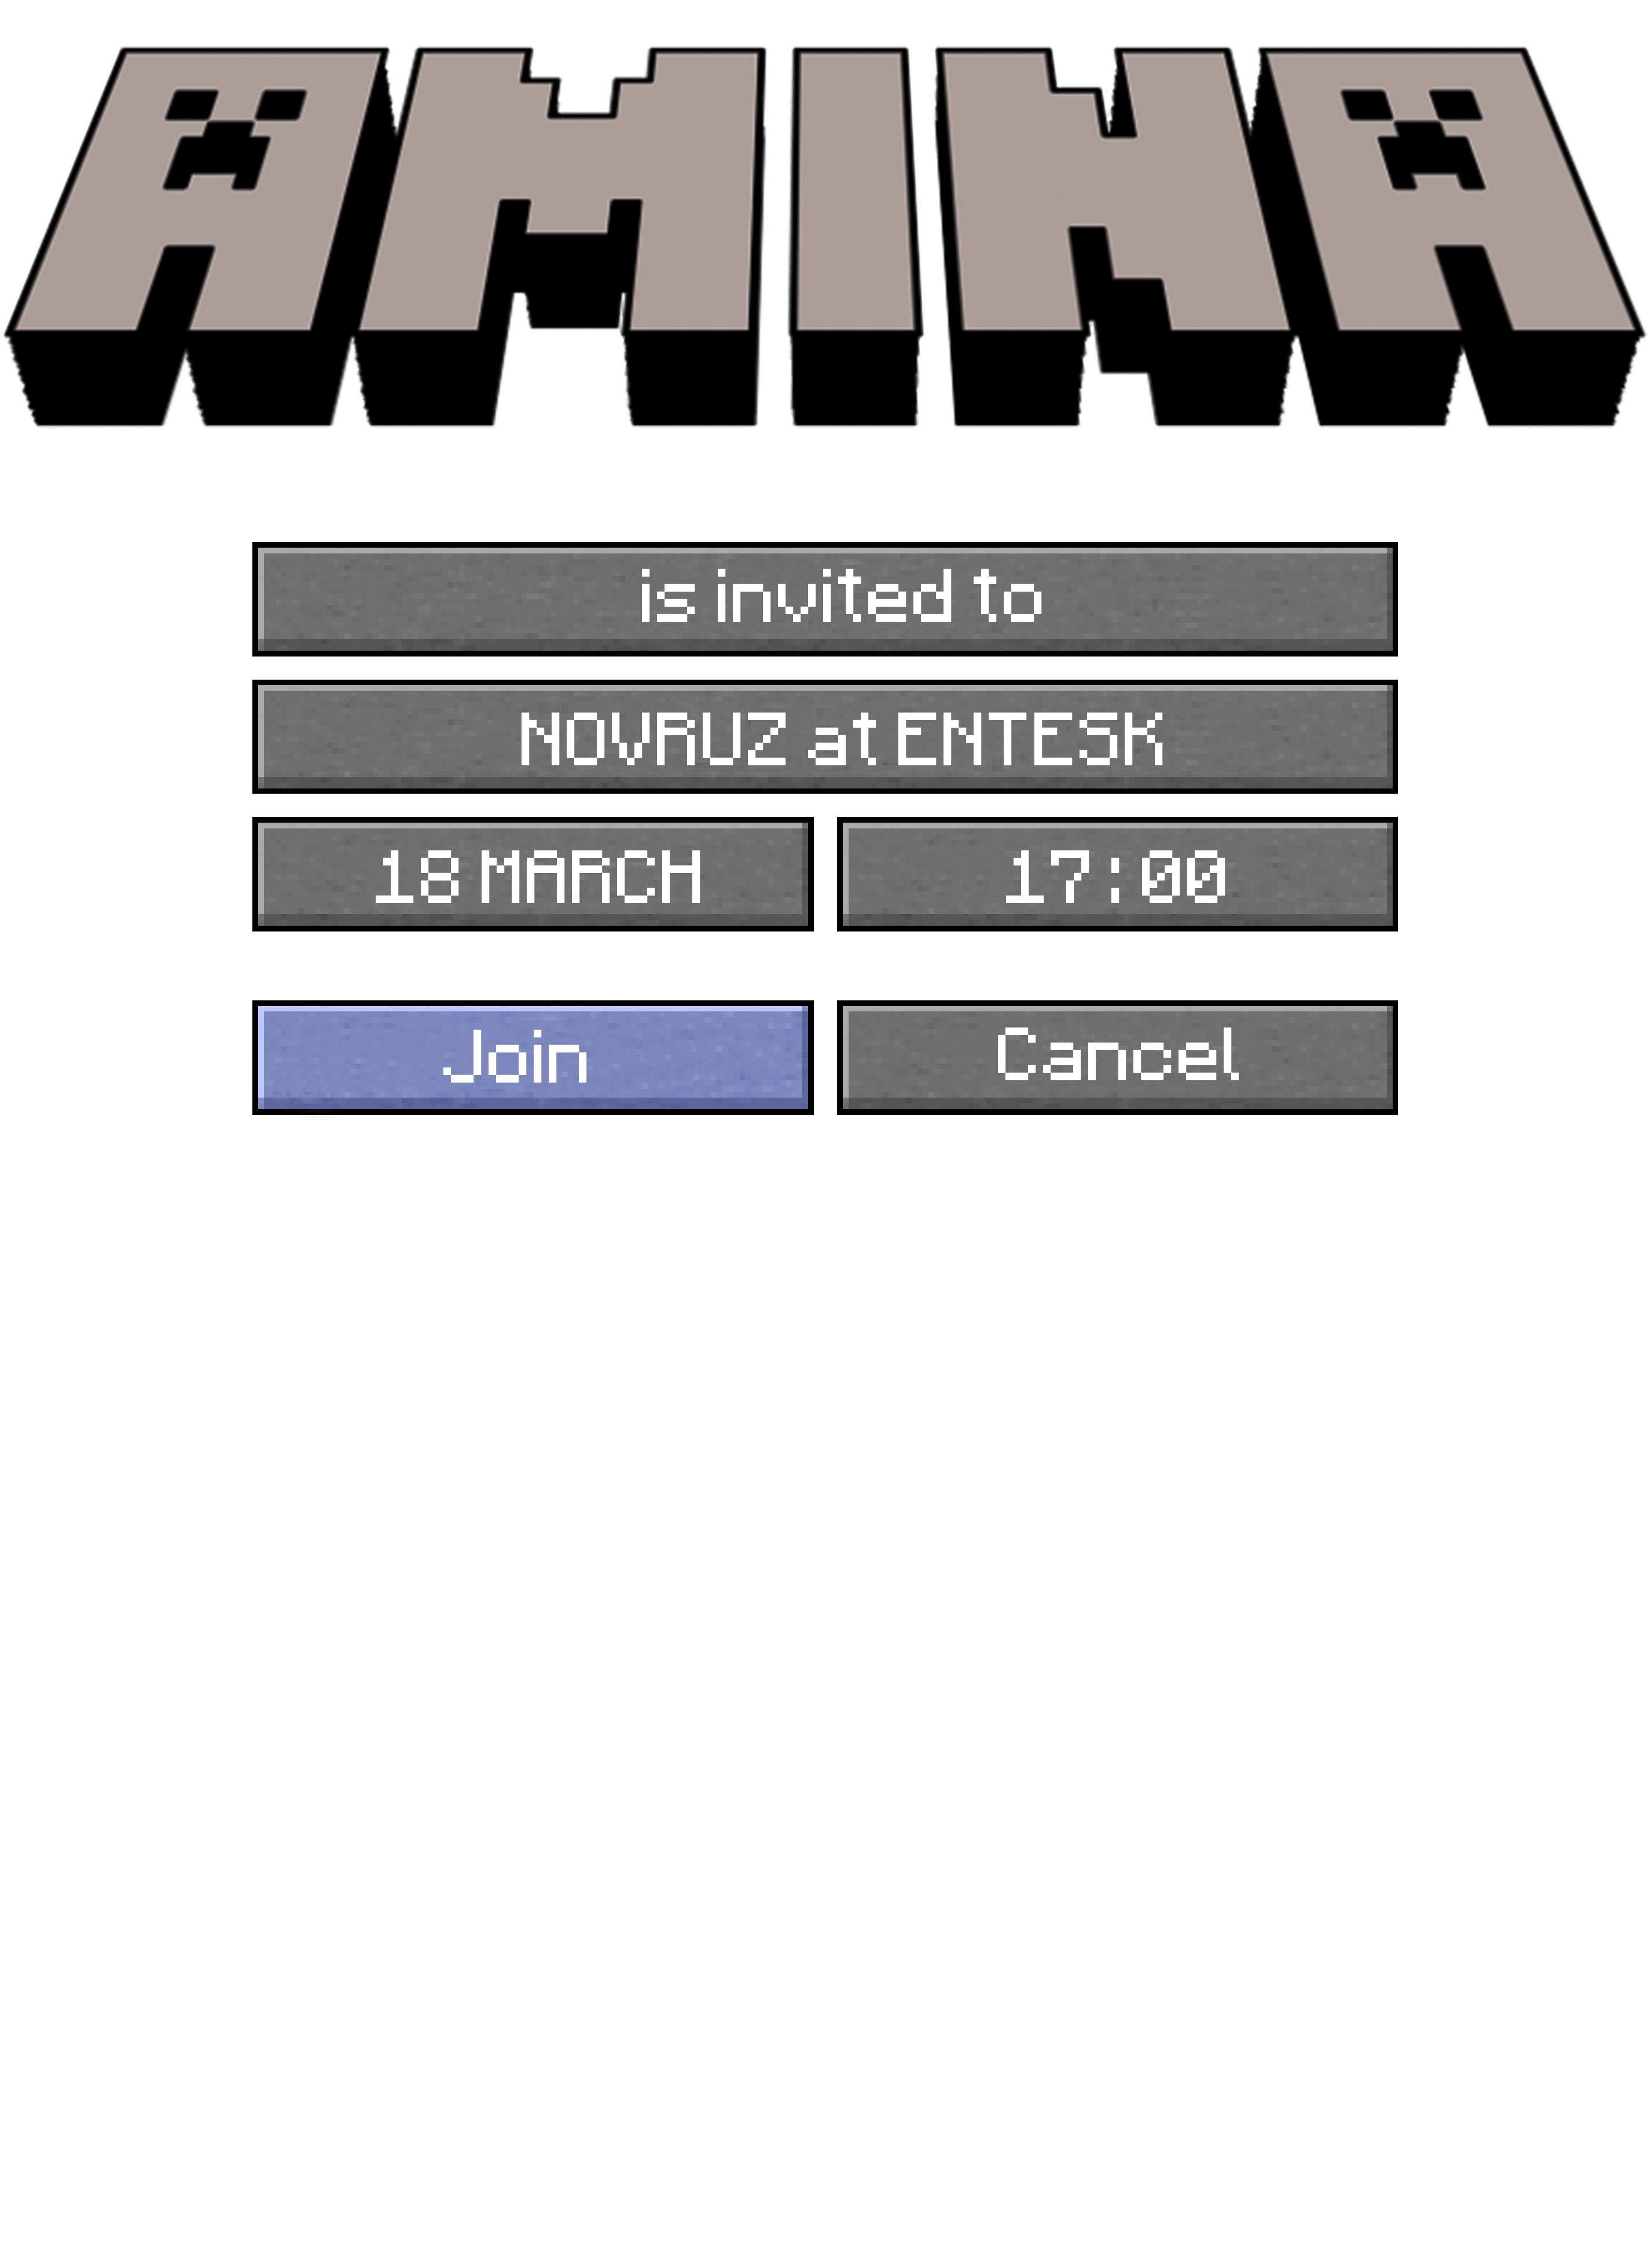 AMINA
is invited to
NOVRUZ at ENTESK
18 MARCH
17:00
Join
Cancel